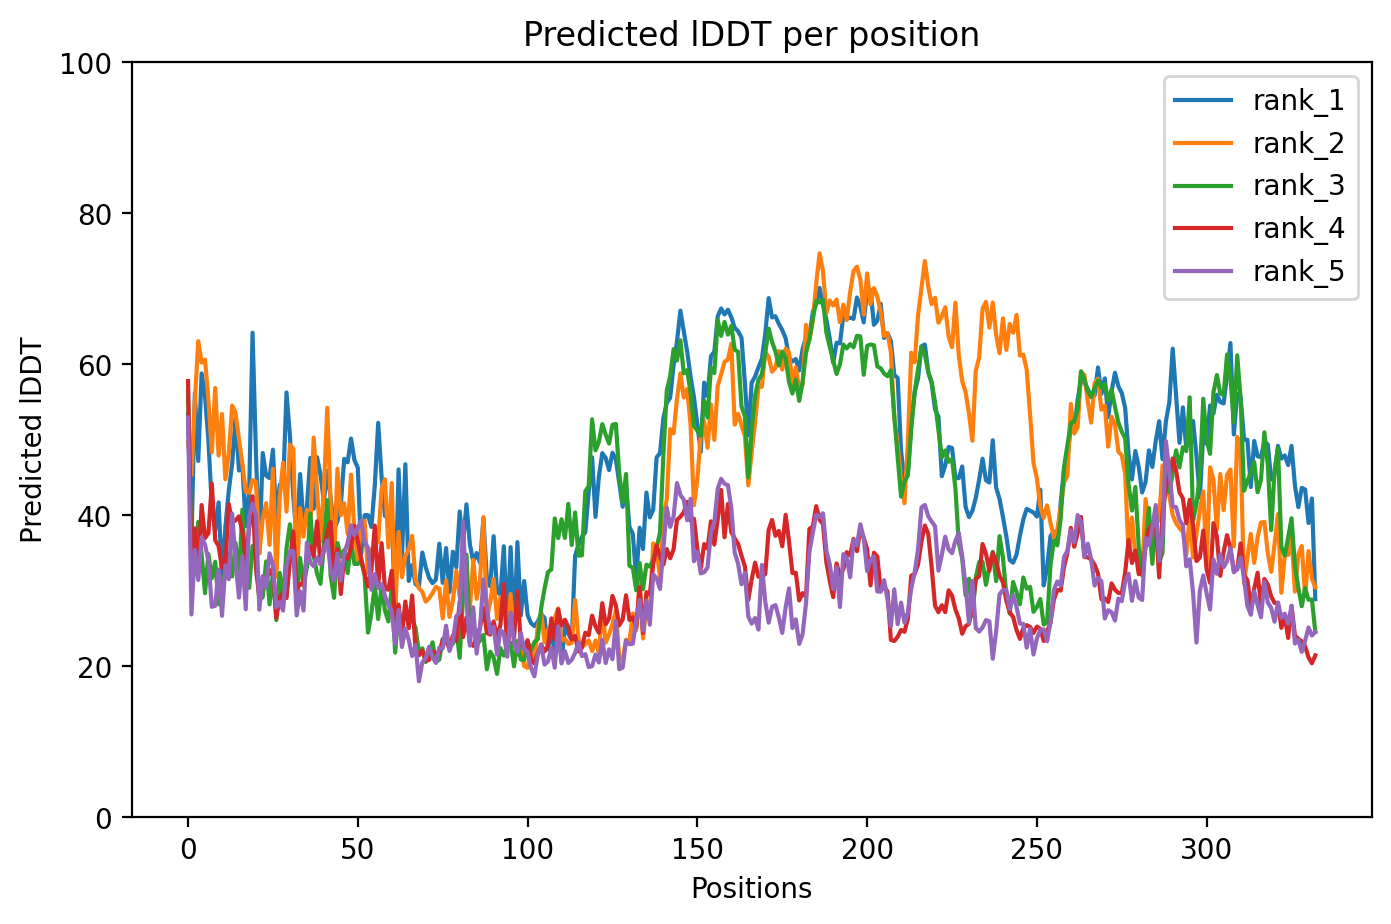 Predicted lDDT per position
100
80
60
40
20
0
Predicted lDDT
0 50 100 150 200 250 300
Positions
rank_1
rank_2
rank_3
rank_4
rank_5